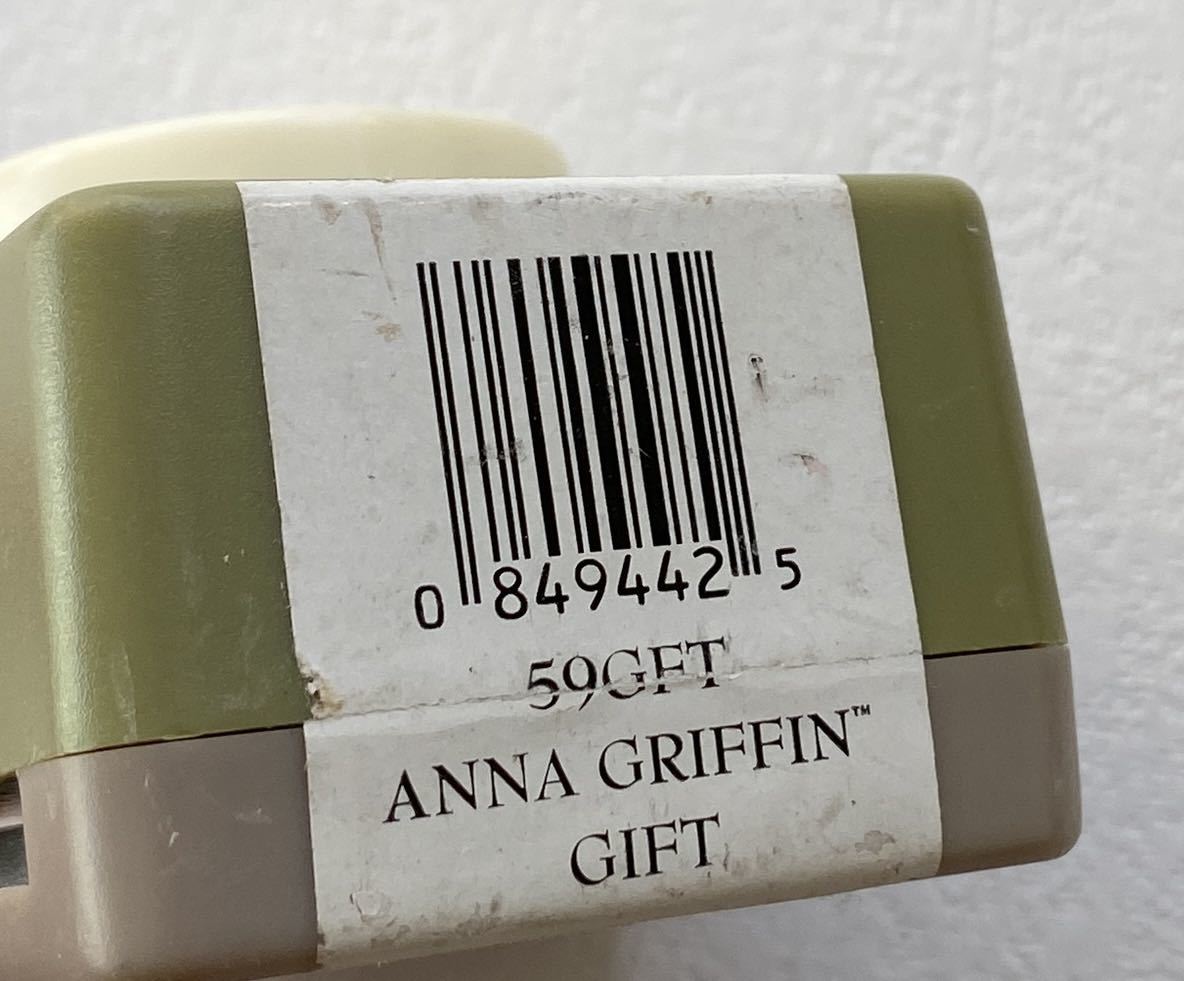 0 849442 5
59GFT
ANNA GRIFFIN™
GIFT